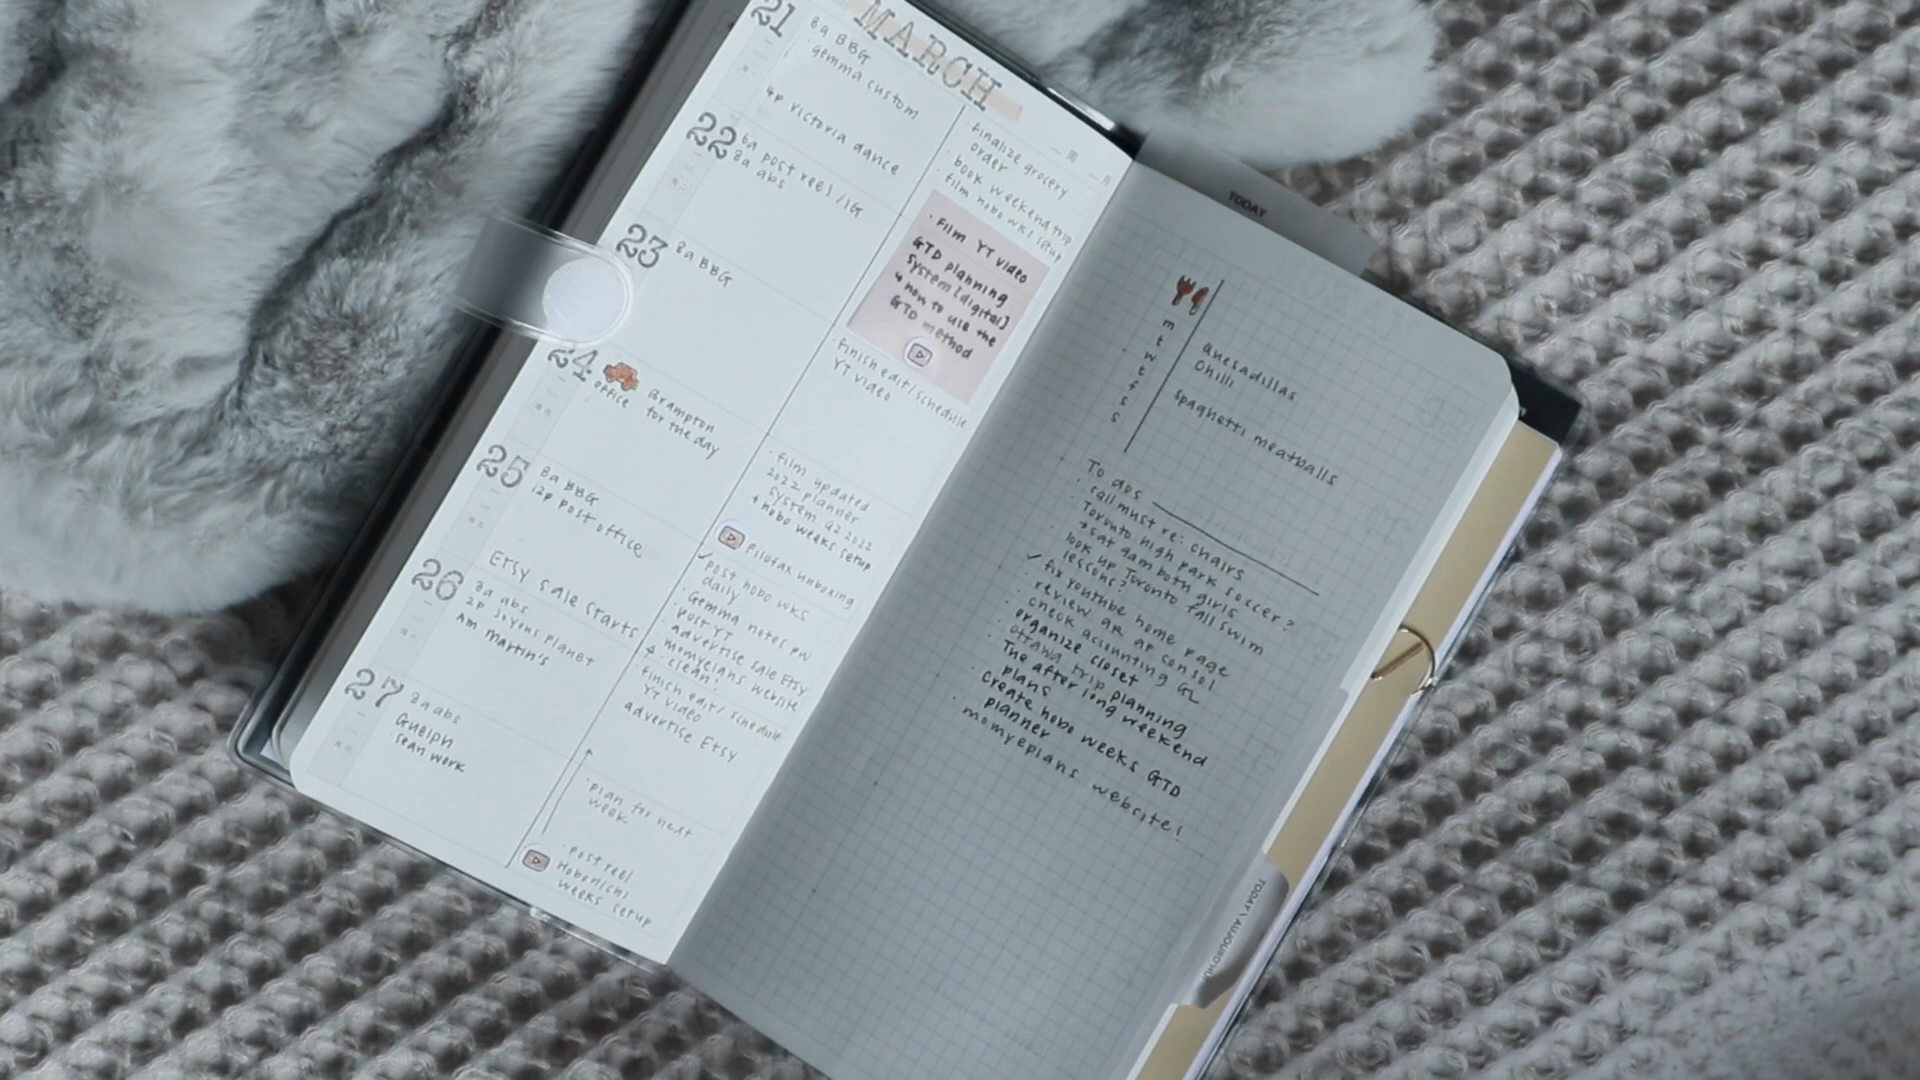 MARCH
21
8a BBG
· gemma custom
4p victoria dance
22
6a post reel / IG
8a abs
23
8a BBG
24
office
Brampton
for the day
25
8a BBG
12p post office
Etsy sale starts
26
8a abs
2p
planet
AM Martin's
27
8a abs
Guelph
· sean work
· finalize grocery
order
· book weekend trip
· film hobo wks setup
· Film YT video
GTD planning
system [digital]
↳ how to use the
GTD method
· finish edit/schedule
YT video
· film updated
2022 planner
system Q2 2022
+ hobo weeks setup
Filofax unboxing
✓ post hobo wks
daily
· Gemma notes pw
· post YT
· advertise sale Etsy
website
· clean!
· finish edit/schedule
YT video
advertise Etsy
· plan for next
week
· post reel
Hobonichi
weeks setup
TODAY
m
t
w
t
f
s
s
quesadillas
chilli
spaghetti meatballs
To dos
· call must re: chairs
· Toronto high park
→ sat 9am both girls
look up Toronto fall swim
lessons?
soccer?
✓ fix youtube home page
· review ar ap consol
· check accounting GL
· organize closet
· ottawa trip planning
· The after long weekend
plans
· create hobo weeks GTD
planner
· momyeplans website!
TODAY \ AUJOURD'HUI